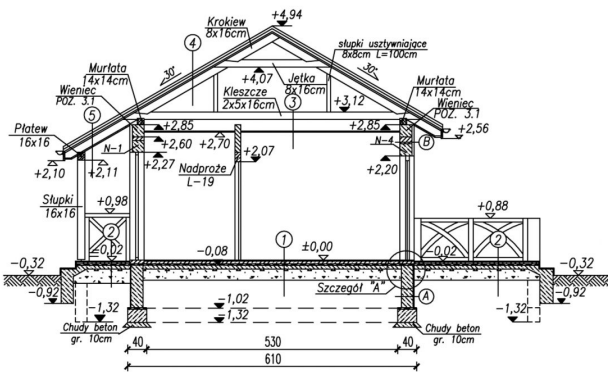 +4,94
Krokiew
8x16cm
4
słupki usztywniające
8x8cm L=100cm
30°
30°
Murłata
14x14cm
+4,07
Jętka
8x16cm
Murłata
14x14cm
Wieniec
POZ. 3.1
Kleszcze
2x5x16cm
3
+3,12
Wieniec
POZ. 3.1
Płatew
16x16
5
+2,85
+2,85
+2,56
N-1
+2,60
+2,70
N-4
B
+2,10
+2,11
+2,27
Nadproże
L-19
+2,07
+2,20
Słupki
16x16
+0,98
+0,88
2
-0,02
-0,08
1
±0,00
-0,02
2
-0,32
-0,32
-0,92
Szczegół "A"
A
-0,92
-1,32
-1,02
-1,32
-1,32
Chudy beton
gr. 10cm
Chudy beton
gr. 10cm
40
530
40
610